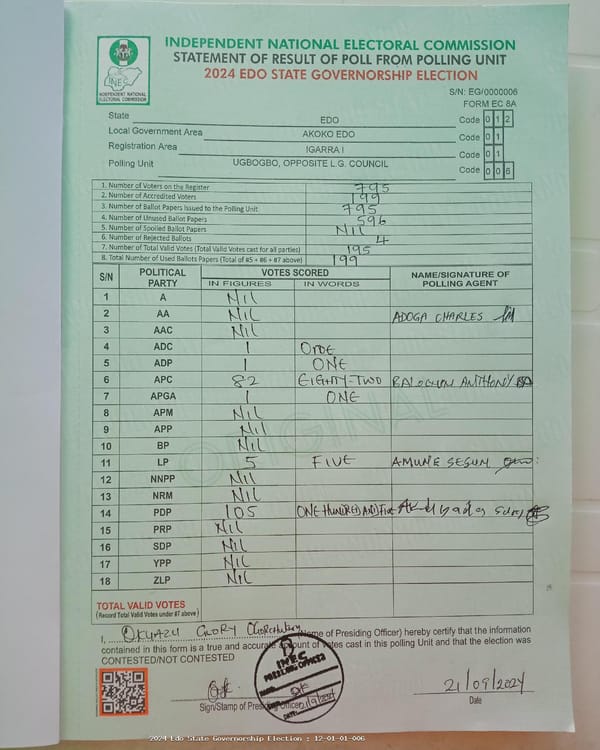 INDEPENDENT NATIONAL ELECTORAL COMMISSION
STATEMENT OF RESULT OF POLL FROM POLLING UNIT
2024 EDO STATE GOVERNORSHIP ELECTION
INEC
INDEPENDENT NATIONAL ELECTORAL COMMISSION
S/N: EG/0000006
FORM EC 8A
State EDO Code 0 1 2
Local Government Area AKOKO EDO Code 0 1
Registration Area IGARRA I Code 0 1
Polling Unit UGBOGBO, OPPOSITE L.G. COUNCIL Code 0 0 6
1. Number of Voters on the Register 795
2. Number of Accredited Voters 199
3. Number of Ballot Papers Issued to the Polling Unit 795
4. Number of Unused Ballot Papers 596
5. Number of Spoiled Ballot Papers Nil
6. Number of Rejected Ballots 4
7. Number of Total Valid Votes (Total Valid Votes cast for all parties) 195
8. Total Number of Used Ballots Papers (Total of #5 + #6 + #7 above) 199
S/N POLITICAL PARTY VOTES SCORED NAME/SIGNATURE OF POLLING AGENT
IN FIGURES IN WORDS
1 A Nil
2 AA Nil ADOGA CHARLES
3 AAC Nil
4 ADC 1
5 ADP 1 ONE
6 APC 82 EIGHTY-TWO ANTHONY
7 APGA 1 ONE
8 APM Nil
9 APP Nil
10 BP Nil
11 LP 5 FIVE AMUNE SEGUN
12 NNPP Nil
13 NRM Nil
14 PDP 105 ONE HUNDRED AND FIVE
15 PRP Nil
16 SDP Nil
17 YPP Nil
18 ZLP Nil
ORIGINAL
TOTAL VALID VOTES
(Record Total Valid Votes under #7 above)
I, GLORY (Name of Presiding Officer) hereby certify that the information
contained in this form is a true and accurate account of votes cast in this polling Unit and that the election was
CONTESTED/NOT CONTESTED
INEC
PRESIDING OFFICER
Sign/Stamp of Presiding Officer
21/09/2024
Date
2024 Edo State Governorship Election : 12-01-01-006